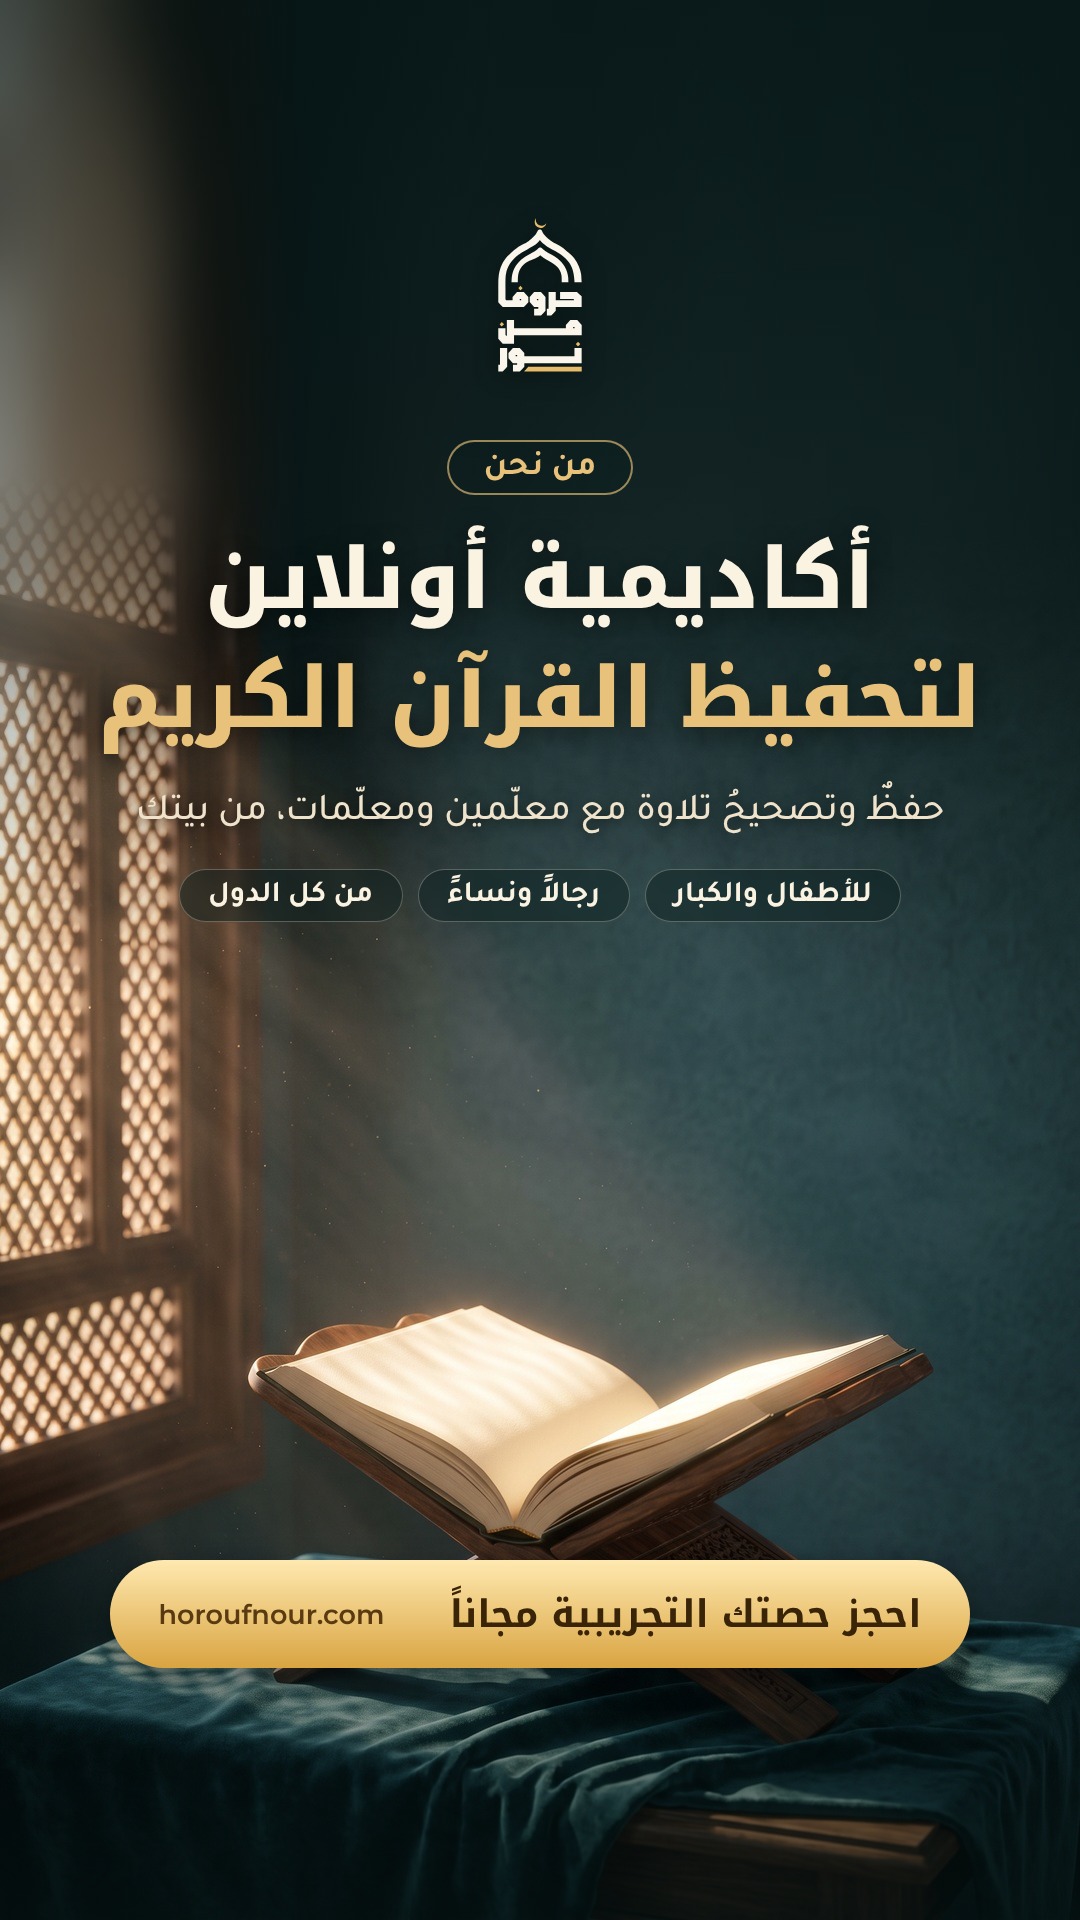 حروف
من
نور
من نحن
أكاديمية أونلاين
لتحفيظ القرآن الكريم
حفظٌ وتصحيحُ تلاوة مع معلّمين ومعلّمات، من بيتك
للأطفال والكبار
رجالاً ونساءً
من كل الدول
احجز حصتك التجريبية مجاناً
horoufnour.com